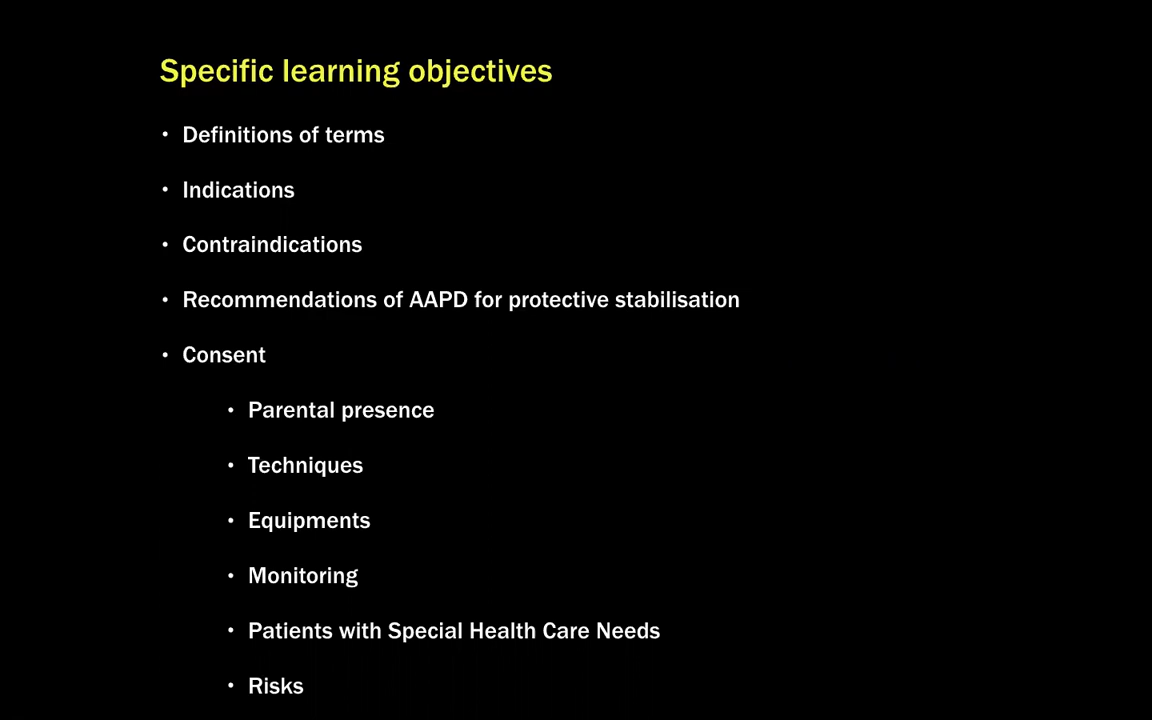 Specific learning objectives
• Definitions of terms
• Indications
• Contraindications
• Recommendations of AAPD for protective stabilisation
• Consent
• Parental presence
• Techniques
• Equipments
• Monitoring
• Patients with Special Health Care Needs
• Risks